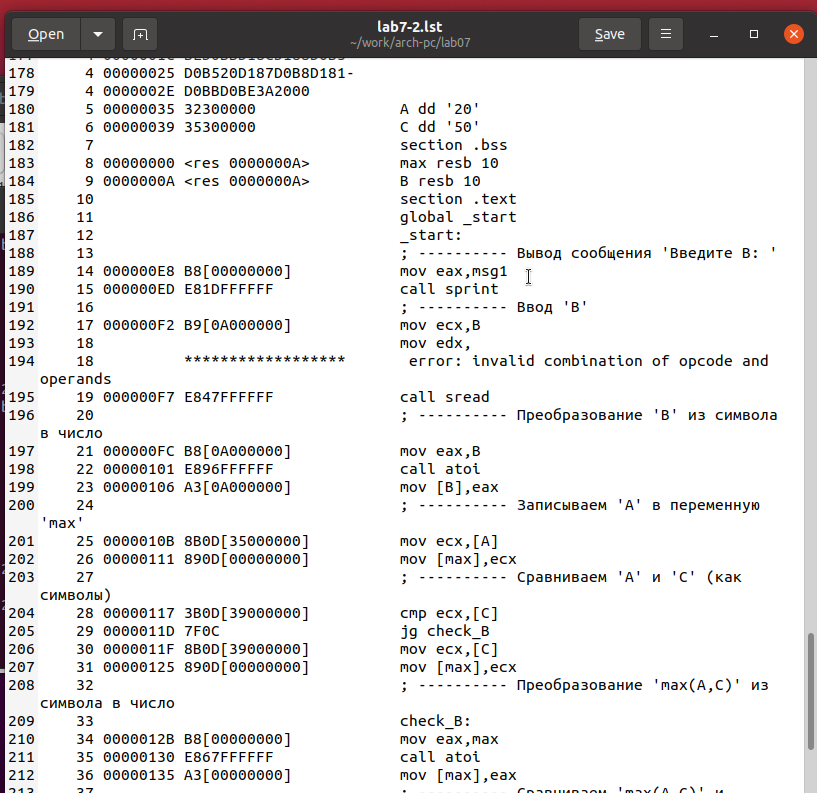 Open
lab7-2.lst
~/work/arch-pc/lab07
Save
178 4 00000025 D0B520D187D0B8D181-
179 4 0000002E D0BBD0BE3A2000
180 5 00000035 32300000 A dd '20'
181 6 00000039 35300000 C dd '50'
182 7 section .bss
183 8 00000000 <res 0000000A> max resb 10
184 9 0000000A <res 0000000A> B resb 10
185 10 section .text
186 11 global _start
187 12 _start:
188 13 ; ---------- Вывод сообщения 'Введите B: '
189 14 000000E8 B8[00000000] mov eax,msg1
190 15 000000ED E81DFFFFFF call sprint
191 16 ; ---------- Ввод 'B'
192 17 000000F2 B9[0A000000] mov ecx,B
193 18 mov edx,
194 18 ****************** error: invalid combination of opcode and
operands
195 19 000000F7 E847FFFFFF call sread
196 20 ; ---------- Преобразование 'B' из символа
в число
197 21 000000FC B8[0A000000] mov eax,B
198 22 00000101 E896FFFFFF call atoi
199 23 00000106 A3[0A000000] mov [B],eax
200 24 ; ---------- Записываем 'A' в переменную
'max'
201 25 0000010B 8B0D[35000000] mov ecx,[A]
202 26 00000111 890D[00000000] mov [max],ecx
203 27 ; ---------- Сравниваем 'A' и 'C' (как
символы)
204 28 00000117 3B0D[39000000] cmp ecx,[C]
205 29 0000011D 7F0C jg check_B
206 30 0000011F 8B0D[39000000] mov ecx,[C]
207 31 00000125 890D[00000000] mov [max],ecx
208 32 ; ---------- Преобразование 'max(A,C)' из
символа в число
209 33 check_B:
210 34 0000012B B8[00000000] mov eax,max
211 35 00000130 E867FFFFFF call atoi
212 36 00000135 A3[00000000] mov [max],eax
213 37 ; ---------- Сравниваем 'max(A,C)' и